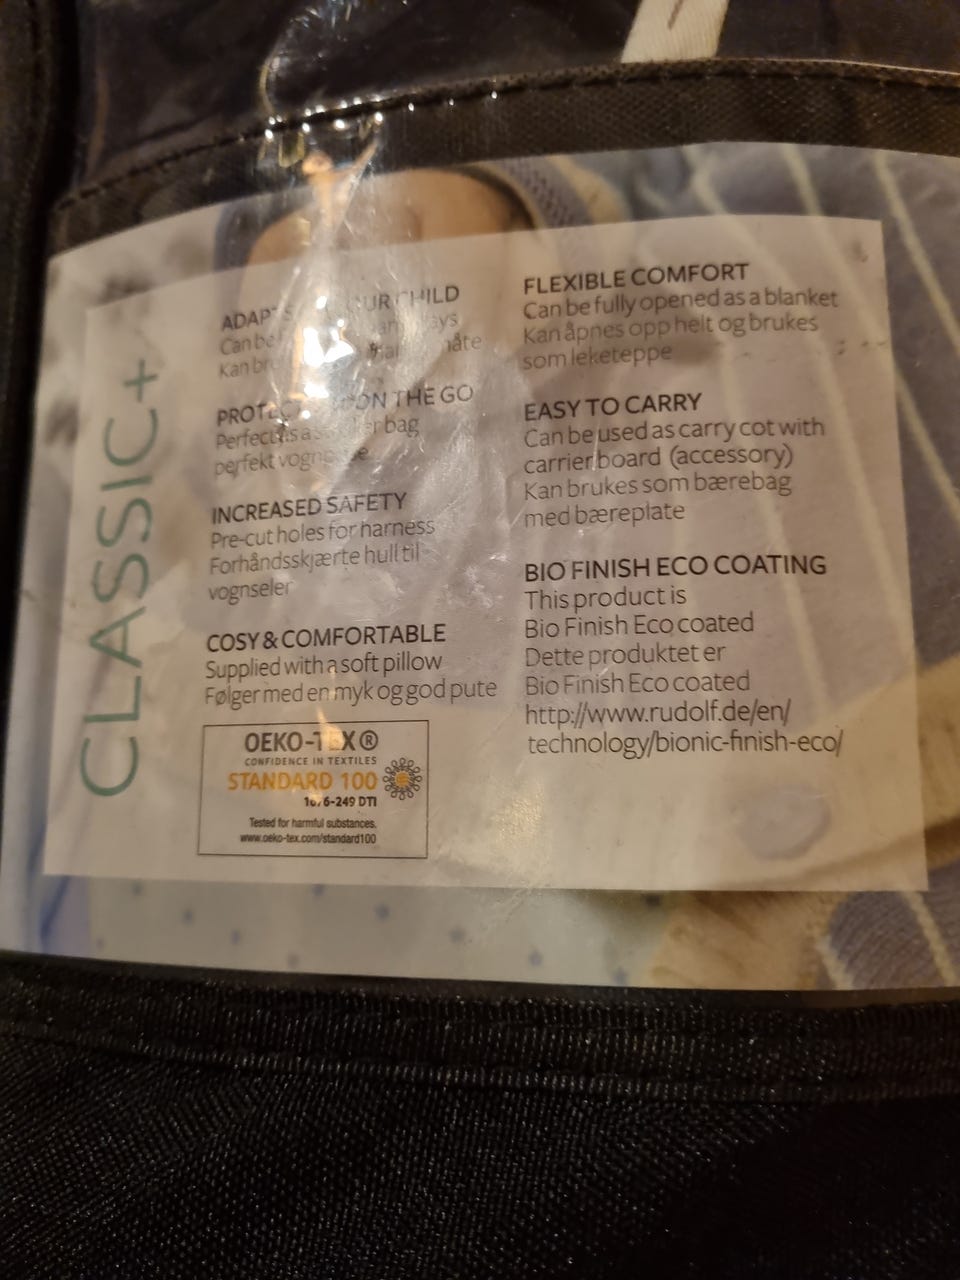 CLASSIC+
CHILD
Can be
Kan
ON THE GO
bag
perfekt
INCREASED SAFETY
Pre-cut holes for harness
Forhåndsskjærte hull til
vognseler
COSY & COMFORTABLE
Supplied with a soft pillow
Følger med en myk og god pute
OEKO-TEX®
CONFIDENCE IN TEXTILES
STANDARD 100
DTI
Tested for harmful substances.
www.oeko-tex.com/standard100
FLEXIBLE COMFORT
Can be fully opened as a blanket
Kan åpnes opp helt og brukes
som leketeppe
EASY TO CARRY
Can be used as carry cot with
carrier board (accessory)
Kan brukes som bærebag
med bæreplate
BIO FINISH ECO COATING
This product is
Bio Finish Eco coated
Dette produktet er
Bio Finish Eco coated
http://www.rudolf.de/en/
technology/bionic-finish-eco/